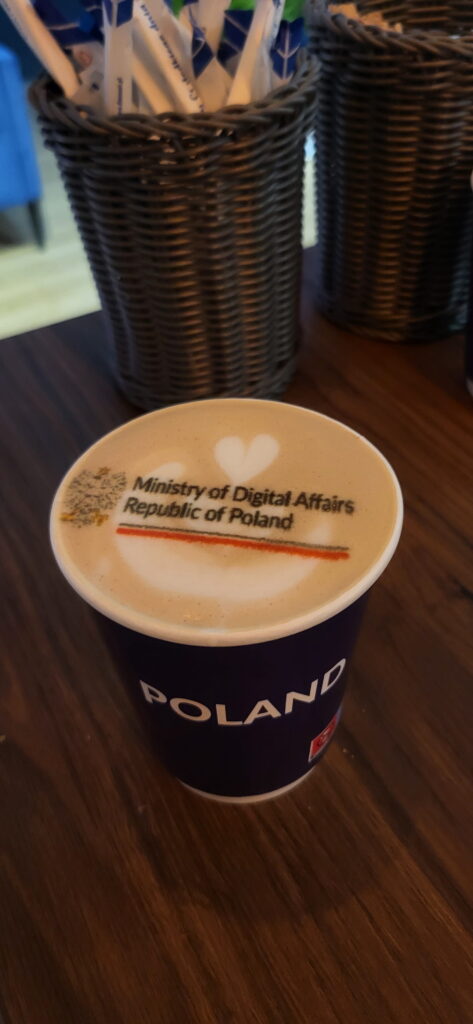 Ministry of Digital Affairs
Republic of Poland
POLAND